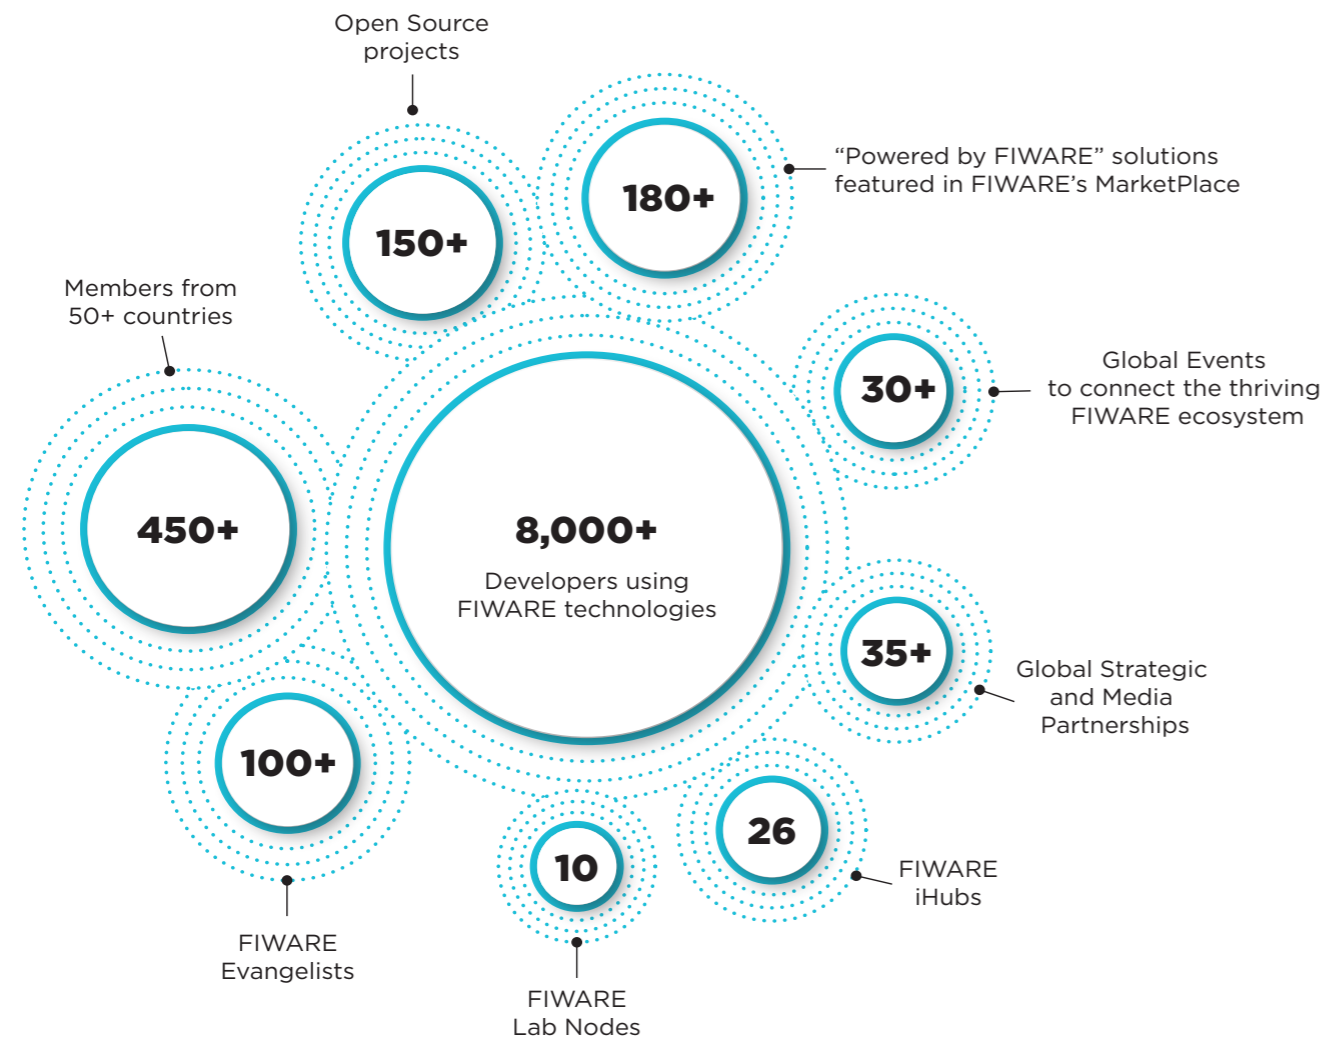 Open Source
projects
150+
180+
“Powered by FIWARE” solutions
featured in FIWARE’s MarketPlace
Members from
50+ countries
450+
30+
Global Events
to connect the thriving
FIWARE ecosystem
8,000+
Developers using
FIWARE technologies
35+
Global Strategic
and Media
Partnerships
100+
FIWARE
Evangelists
10
FIWARE
Lab Nodes
26
FIWARE
iHubs